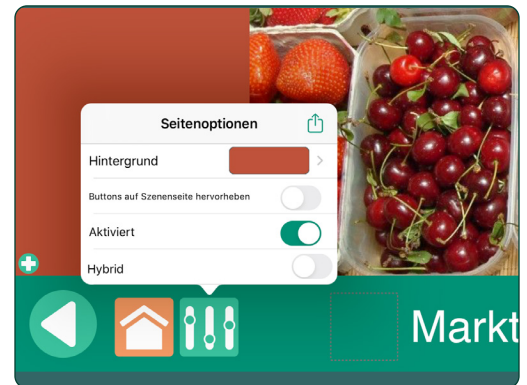 Seitenoptionen
Hintergrund
Buttons auf Szenenseite hervorheben
Aktiviert
Hybrid
Markt